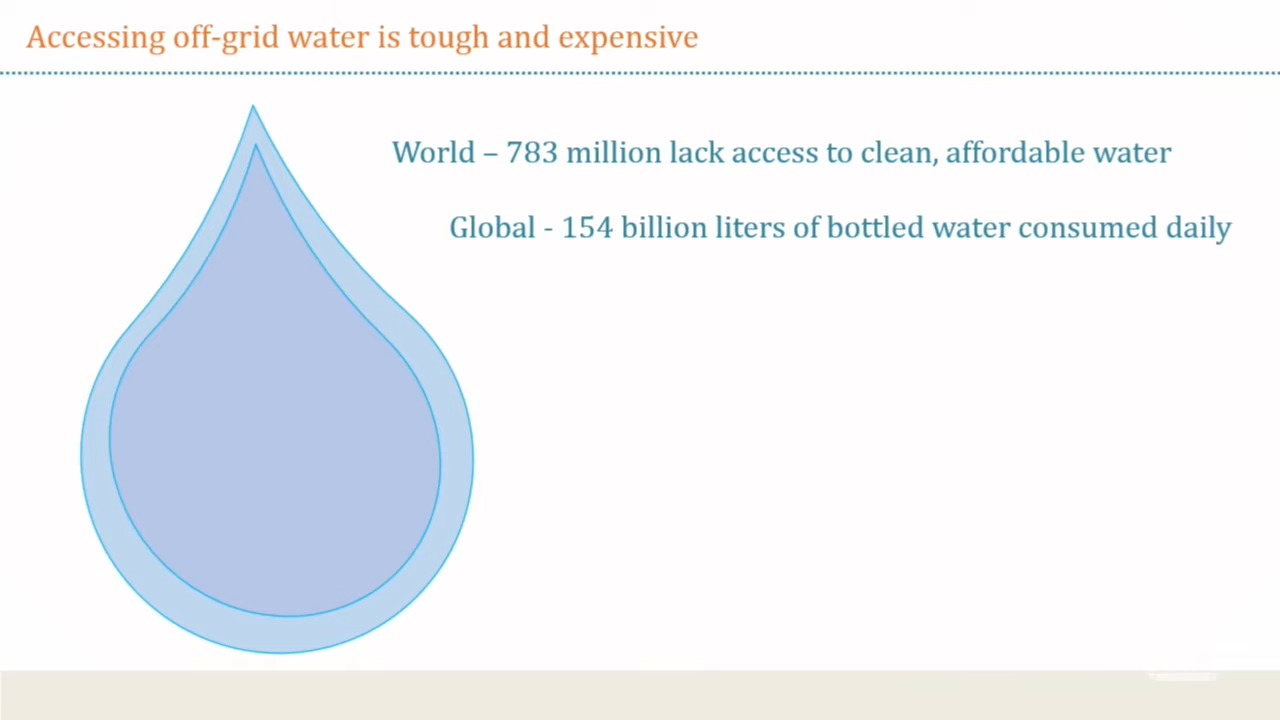 Accessing off-grid water is tough and expensive
World – 783 million lack access to clean, affordable water
Global - 154 billion liters of bottled water consumed daily